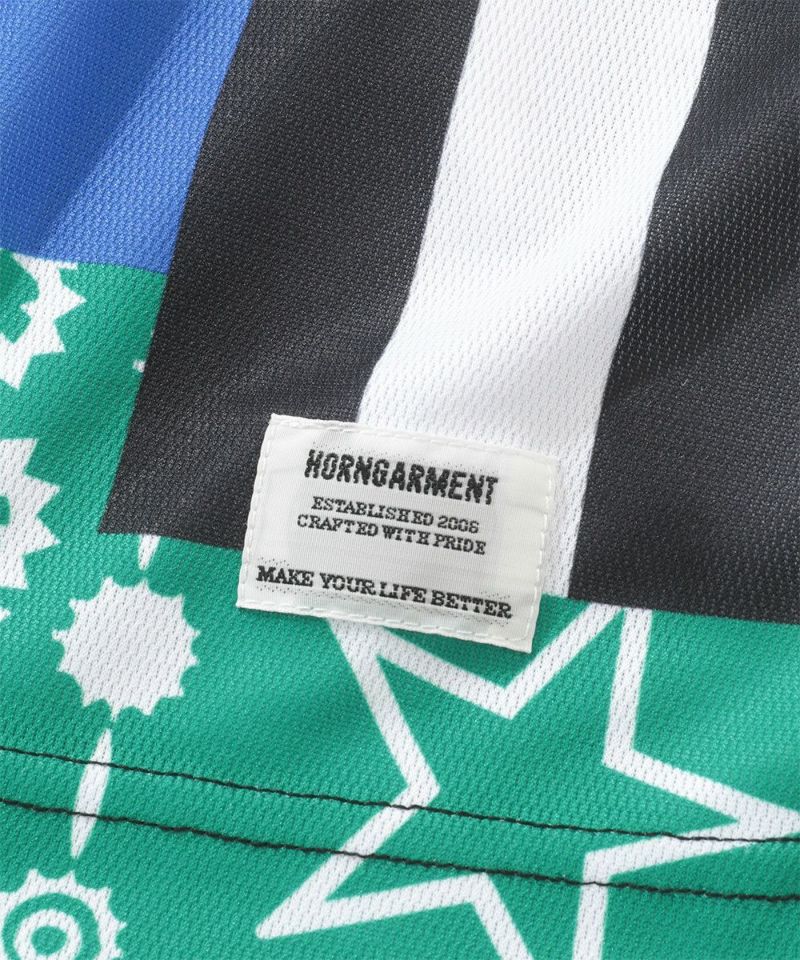 HORNGARMENT
ESTABLISHED 2006
CRAFTED WITH PRIDE
MAKE YOUR LIFE BETTER